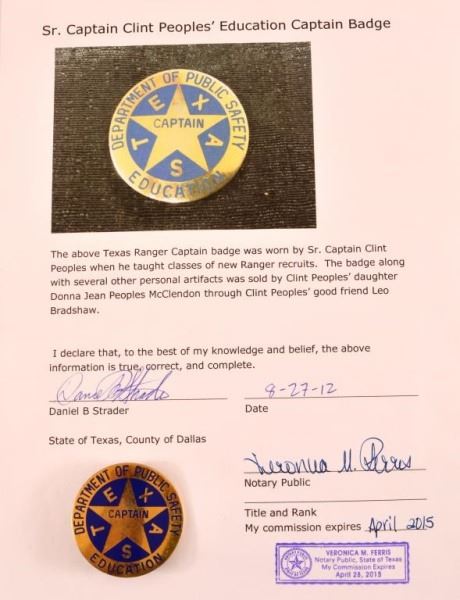 Sr. Captain Clint Peoples' Education Captain Badge
DEPARTMENT OF PUBLIC SAFETY
TEXAS
CAPTAIN
EDUCATION
The above Texas Ranger Captain badge was worn by Sr. Captain Clint
Peoples when he taught classes of new Ranger recruits. The badge along
with several other personal artifacts was sold by Clint Peoples' daughter
Donna Jean Peoples McClendon through Clint Peoples' good friend Leo
Bradshaw.
I declare that, to the best of my knowledge and belief, the above
information is true, correct, and complete.
Daniel B Strader 8-27-12
Daniel B Strader Date
State of Texas, County of Dallas
Veronica M. Ferris
Notary Public
Title and Rank
My commission expires April 2015
VERONICA M. FERRIS
Notary Public, State of Texas
My Commission Expires
April 28, 2015
DEPARTMENT OF PUBLIC SAFETY
TEXAS
CAPTAIN
EDUCATION